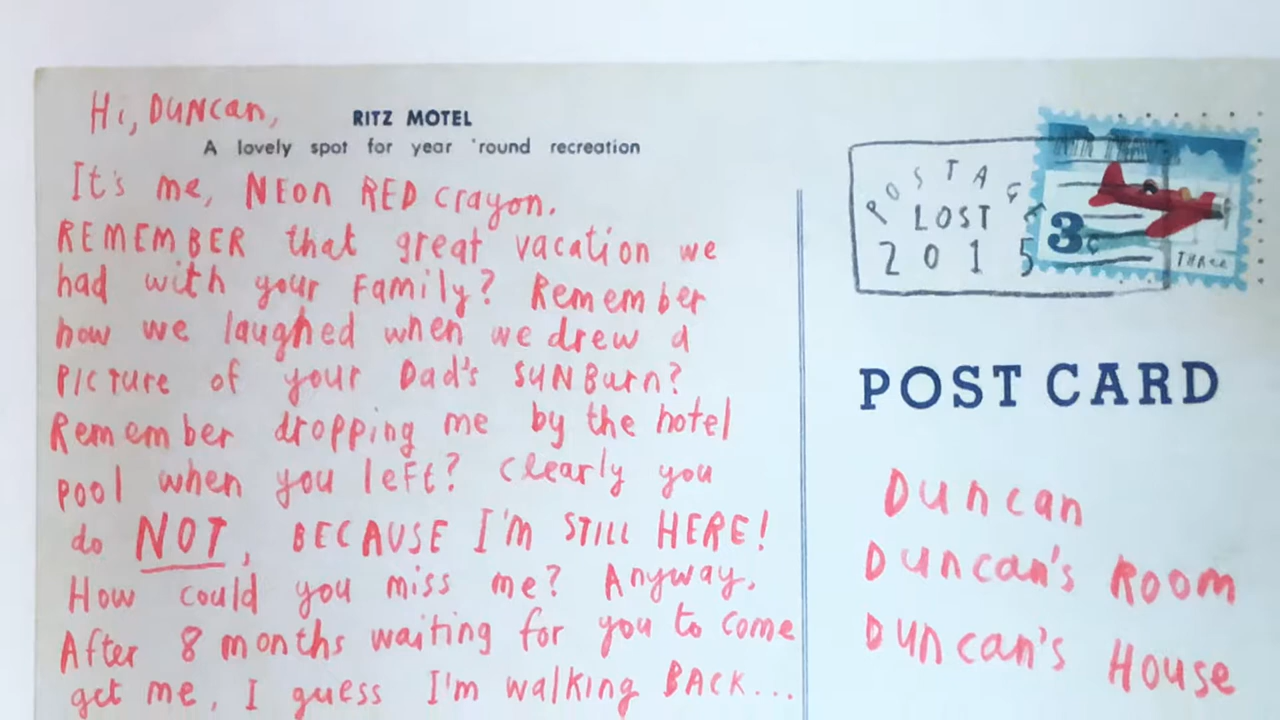 Hi, DUNCan,
RITZ MOTEL
A lovely spot for year 'round recreation
It's me, NEon RED crayon.
REMEMBER that great vacation we
had with your Family? Remember
how we laughed when we drew a
PICTure of your Dad's SUNBurn?
Remember dropping me by the hotel
pool when you left? Clearly you
do NOT, BECAUSE I'M STILL HERE!
How could you miss me? Anyway.
After 8 months waiting for you to come
get me, I guess I'm walking BACK...
POSTAGE
LOST
2015
3c
THREE
POST CARD
Duncan
Duncan's Room
Duncan's House